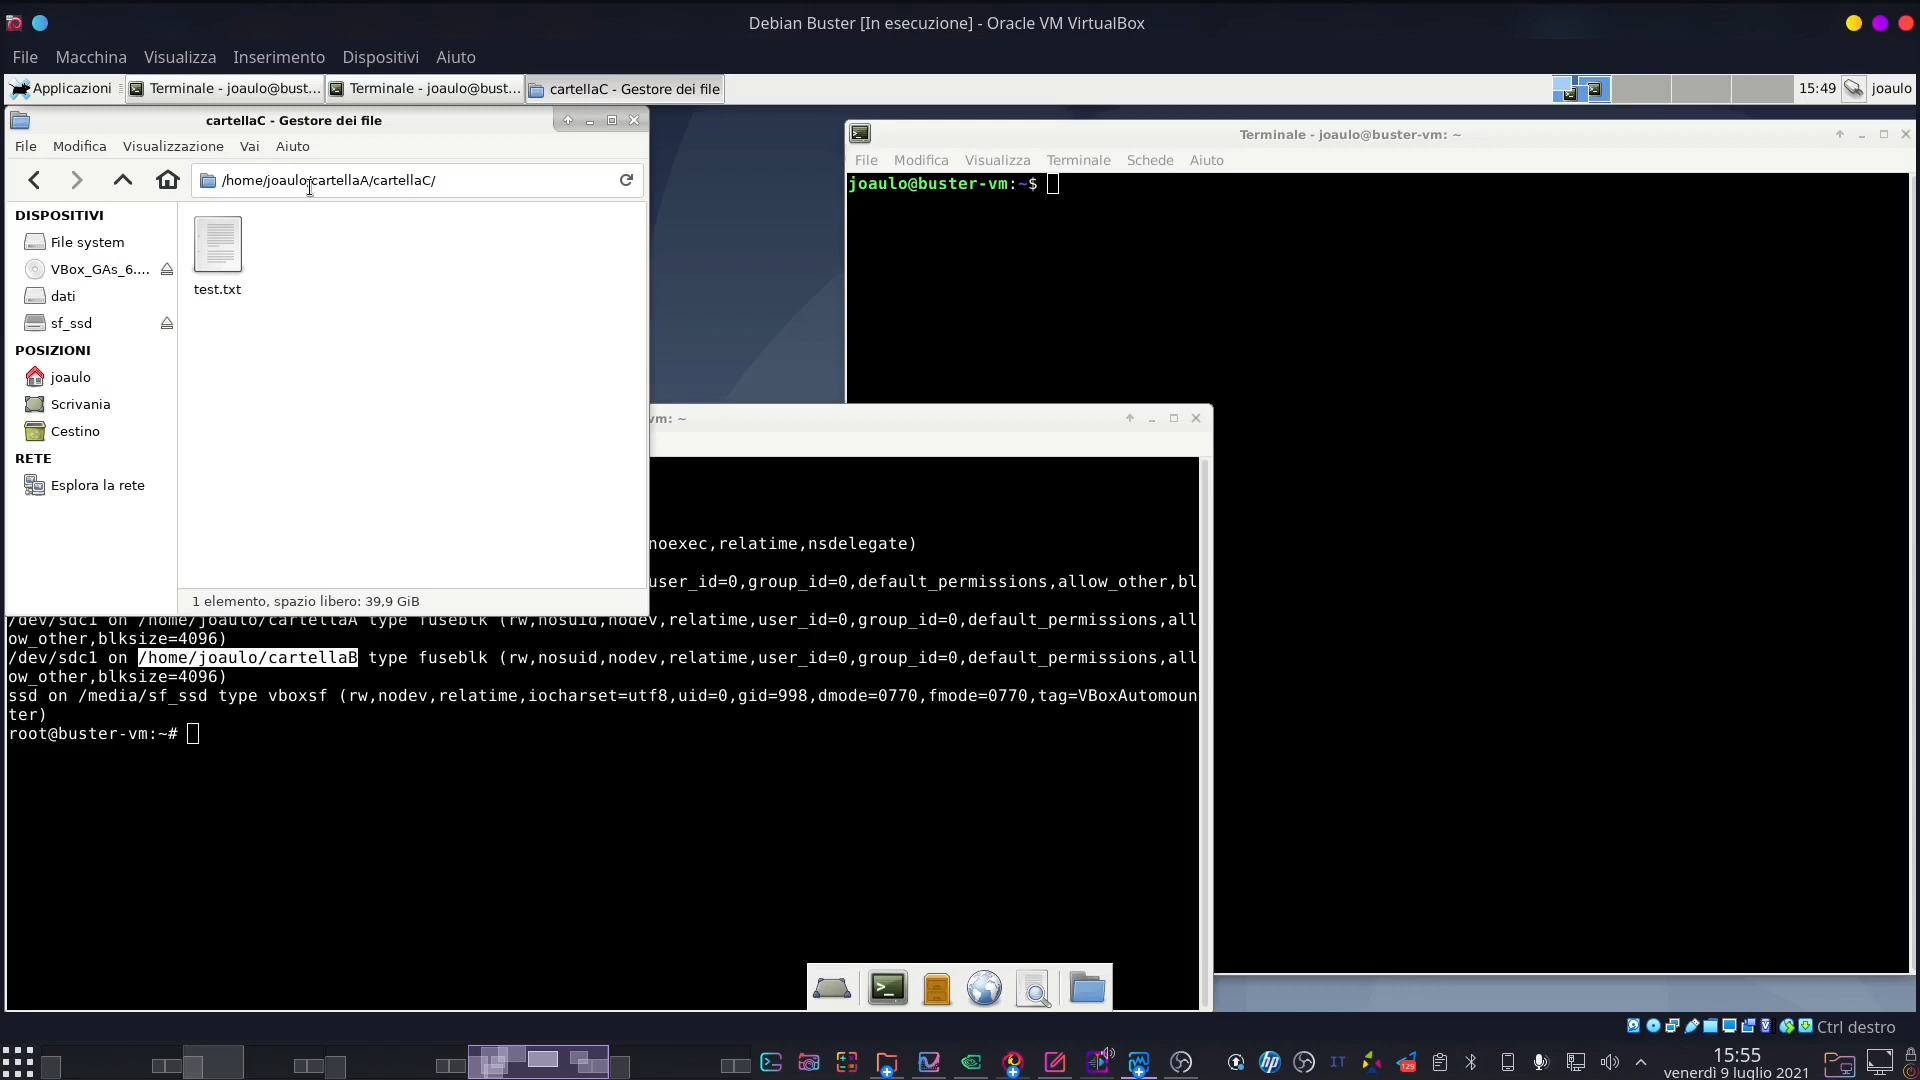 Debian Buster [In esecuzione] - Oracle VM VirtualBox
File Macchina Visualizza Inserimento Dispositivi Aiuto
Applicazioni Terminale - joaulo@bust... Terminale - joaulo@bust... cartellaC - Gestore dei file 15:49 joaulo
cartellaC - Gestore dei file
File Modifica Visualizzazione Vai Aiuto
/home/joaulo/cartellaA/cartellaC/
DISPOSITIVI
File system
VBox_GAs_6....
dati
sf_ssd
POSIZIONI
joaulo
Scrivania
Cestino
RETE
Esplora la rete
test.txt
1 elemento, spazio libero: 39,9 GiB
Terminale - joaulo@buster-vm: ~
File Modifica Visualizza Terminale Schede Aiuto
joaulo@buster-vm:~$
vm: ~
noexec,relatime,nsdelegate)
user_id=0,group_id=0,default_permissions,allow_other,bl
/dev/sdc1 on /home/joaulo/cartellaA type fuseblk (rw,nosuid,nodev,relatime,user_id=0,group_id=0,default_permissions,all
ow_other,blksize=4096)
/dev/sdc1 on /home/joaulo/cartellaB type fuseblk (rw,nosuid,nodev,relatime,user_id=0,group_id=0,default_permissions,all
ow_other,blksize=4096)
ssd on /media/sf_ssd type vboxsf (rw,nodev,relatime,iocharset=utf8,uid=0,gid=998,dmode=0770,fmode=0770,tag=VBoxAutomoun
ter)
root@buster-vm:~#
Ctrl destro
IT
129
15:55
venerdì 9 luglio 2021